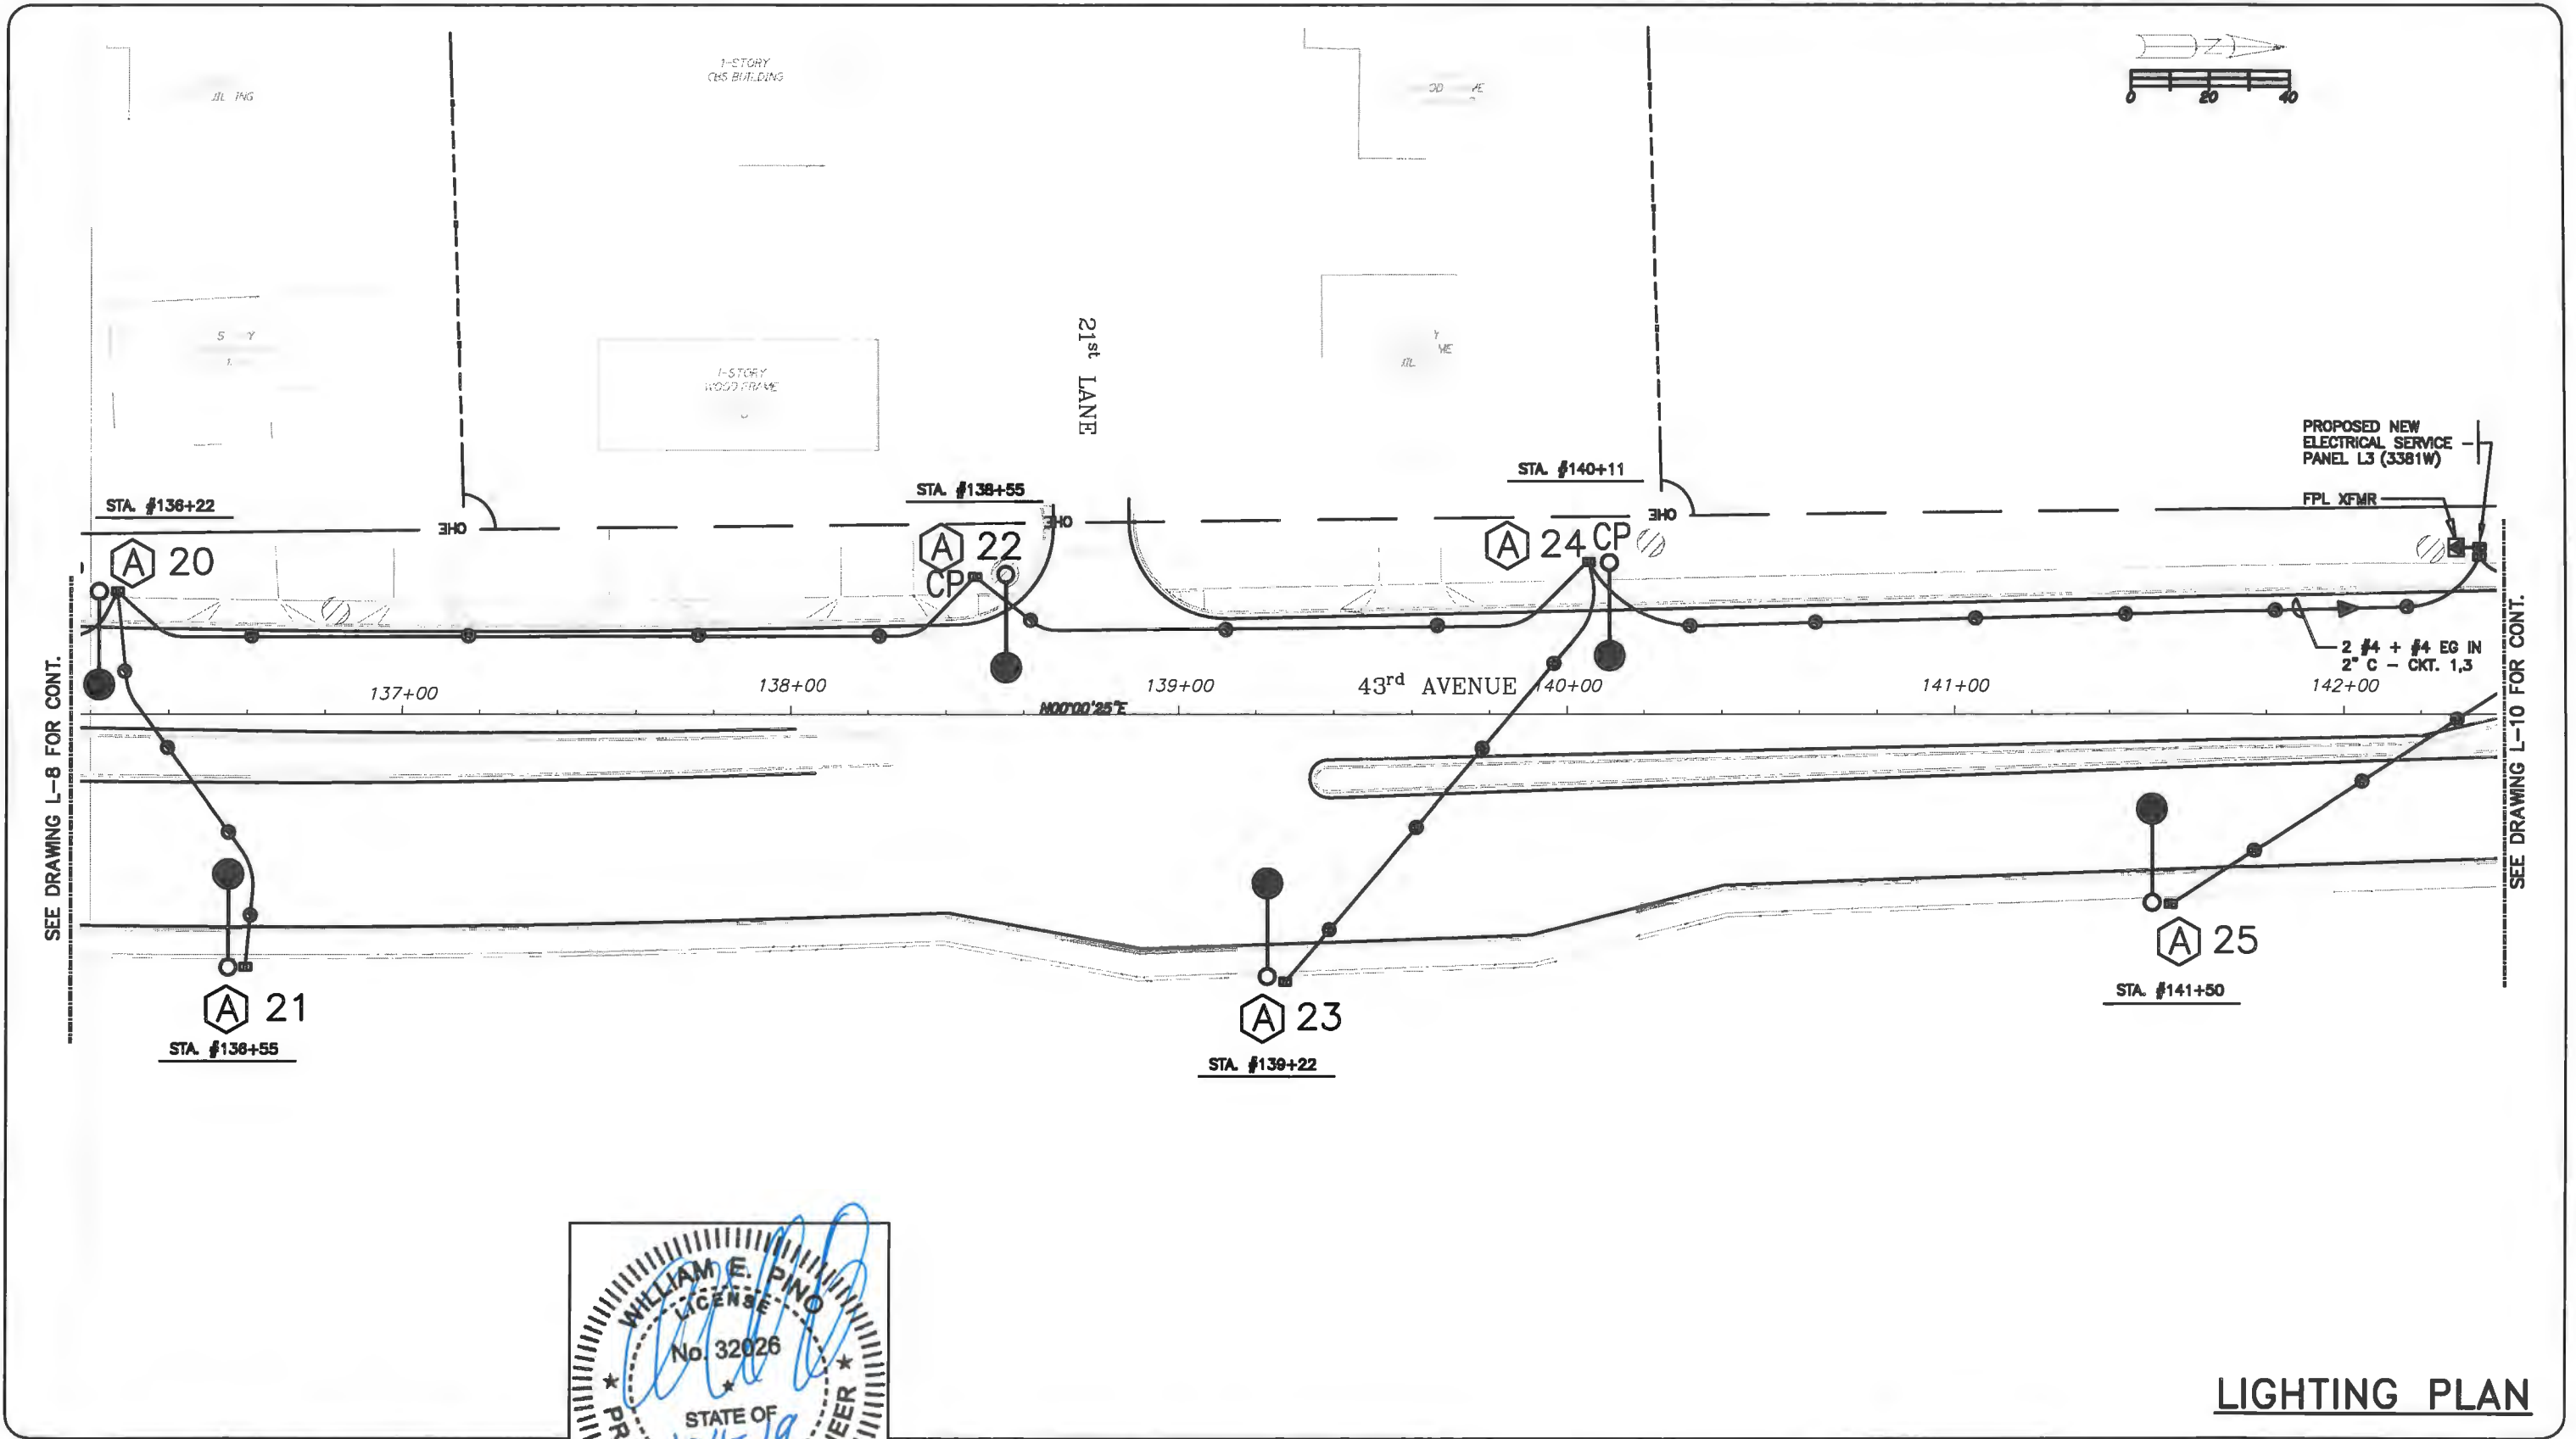 1-STORY
CBS BUILDING
0 20 40
1-STORY
WOOD FRAME
21st LANE
PROPOSED NEW
ELECTRICAL SERVICE
PANEL L3 (3381W)
FPL XFMR
STA. #136+22
STA. #138+55
STA. #140+11
OHE
OHE
OHE
A 20
A 22
CP
A 24 CP
2 #4 + #4 EG IN
2" C - CKT. 1,3
137+00 138+00 139+00 43rd AVENUE 140+00 141+00 142+00
N00°00'25"E
SEE DRAWING L-8 FOR CONT.
SEE DRAWING L-10 FOR CONT.
A 21
STA. #136+55
A 23
STA. #139+22
A 25
STA. #141+50
WILLIAM E. PINO
LICENSE
No. 32026
STATE OF
LIGHTING PLAN